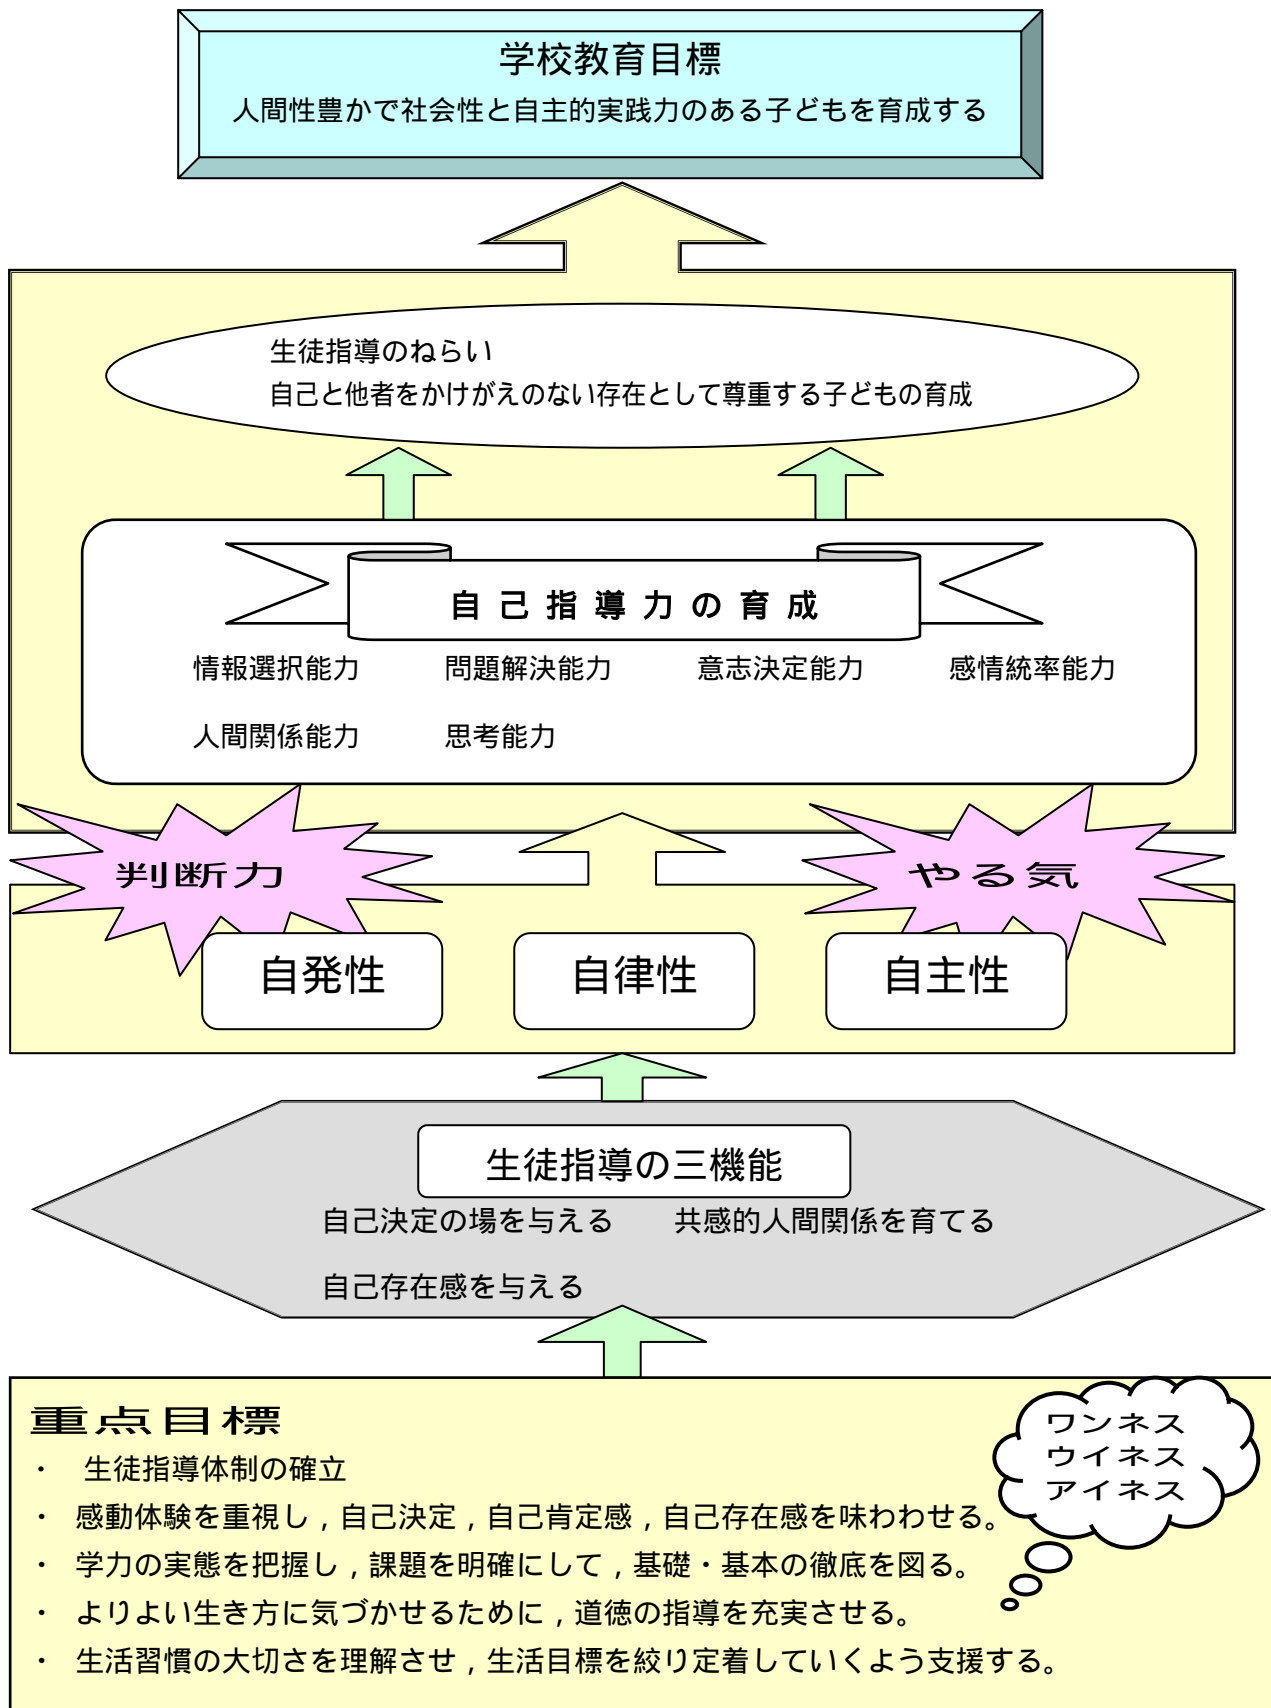 学校教育目標
人間性豊かで社会性と自主的実践力のある子どもを育成する
生徒指導のねらい
自己と他者をかけがえのない存在として尊重する子どもの育成
自己指導力の育成
情報選択能力 問題解決能力 意志決定能力 感情統率能力
人間関係能力 思考能力
判断力 やる気
自発性 自律性 自主性
生徒指導の三機能
自己決定の場を与える 共感的人間関係を育てる
自己存在感を与える
重点目標
ワンネス
ウイネス
アイネス
・ 生徒指導体制の確立
・ 感動体験を重視し，自己決定，自己肯定感，自己存在感を味わわせる。
・ 学力の実態を把握し，課題を明確にして，基礎・基本の徹底を図る。
・ よりよい生き方に気づかせるために，道徳の指導を充実させる。
・ 生活習慣の大切さを理解させ，生活目標を絞り定着していくよう支援する。